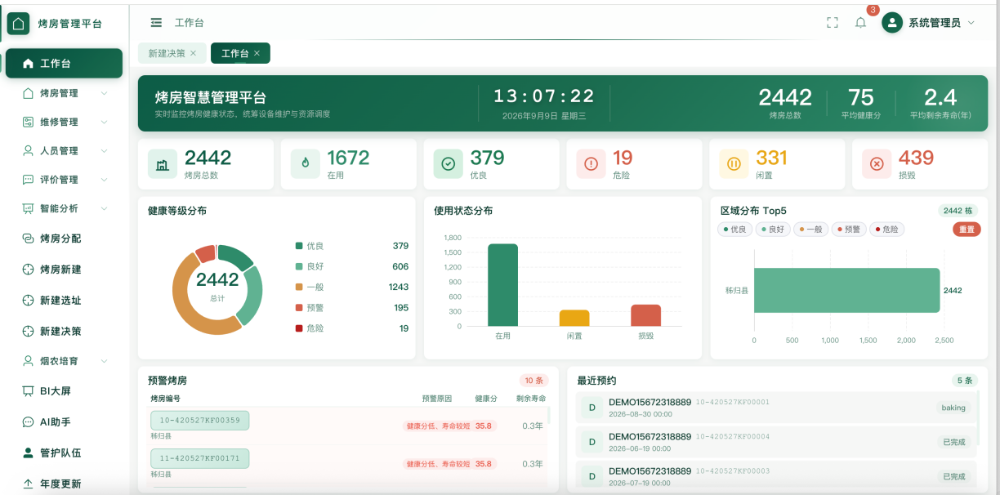 烤房管理平台
工作台
3
系统管理员
新建决策 ×
工作台 ×
工作台
烤房管理
维修管理
人员管理
评价管理
智能分析
烤房分配
烤房新建
新建选址
新建决策
烟农培育
BI大屏
AI助手
管护队伍
年度更新
烤房智慧管理平台
实时监控烤房健康状态，统筹设备维护与资源调度
13:07:22
2026年9月9日 星期三
2442
烤房总数
75
平均健康分
2.4
平均剩余寿命(年)
2442
烤房总数
1672
在用
379
优良
19
危险
331
闲置
439
损毁
健康等级分布
2442
总计
优良 379
良好 606
一般 1243
预警 195
危险 19
使用状态分布
1,800
1,500
1,200
900
600
300
0
在用 闲置 损毁
区域分布 Top5
2442 栋
优良 良好 一般 预警 危险
重置
秭归县
2442
0 500 1,000 1,500 2,000 2,500
预警烤房
10 条
烤房编号 预警原因 健康分 剩余寿命
10-420527KF00359
秭归县
健康分低、寿命较短 35.8 0.3年
11-420527KF00171
秭归县
健康分低、寿命较短 35.8 0.3年
最近预约
5 条
D
DEMO15672318889 10-420527KF00001
2026-08-30 00:00
baking
D
DEMO15672318889 10-420527KF00004
2026-06-19 00:00
已完成
D
DEMO15672318889 10-420527KF00003
2026-07-19 00:00
已完成